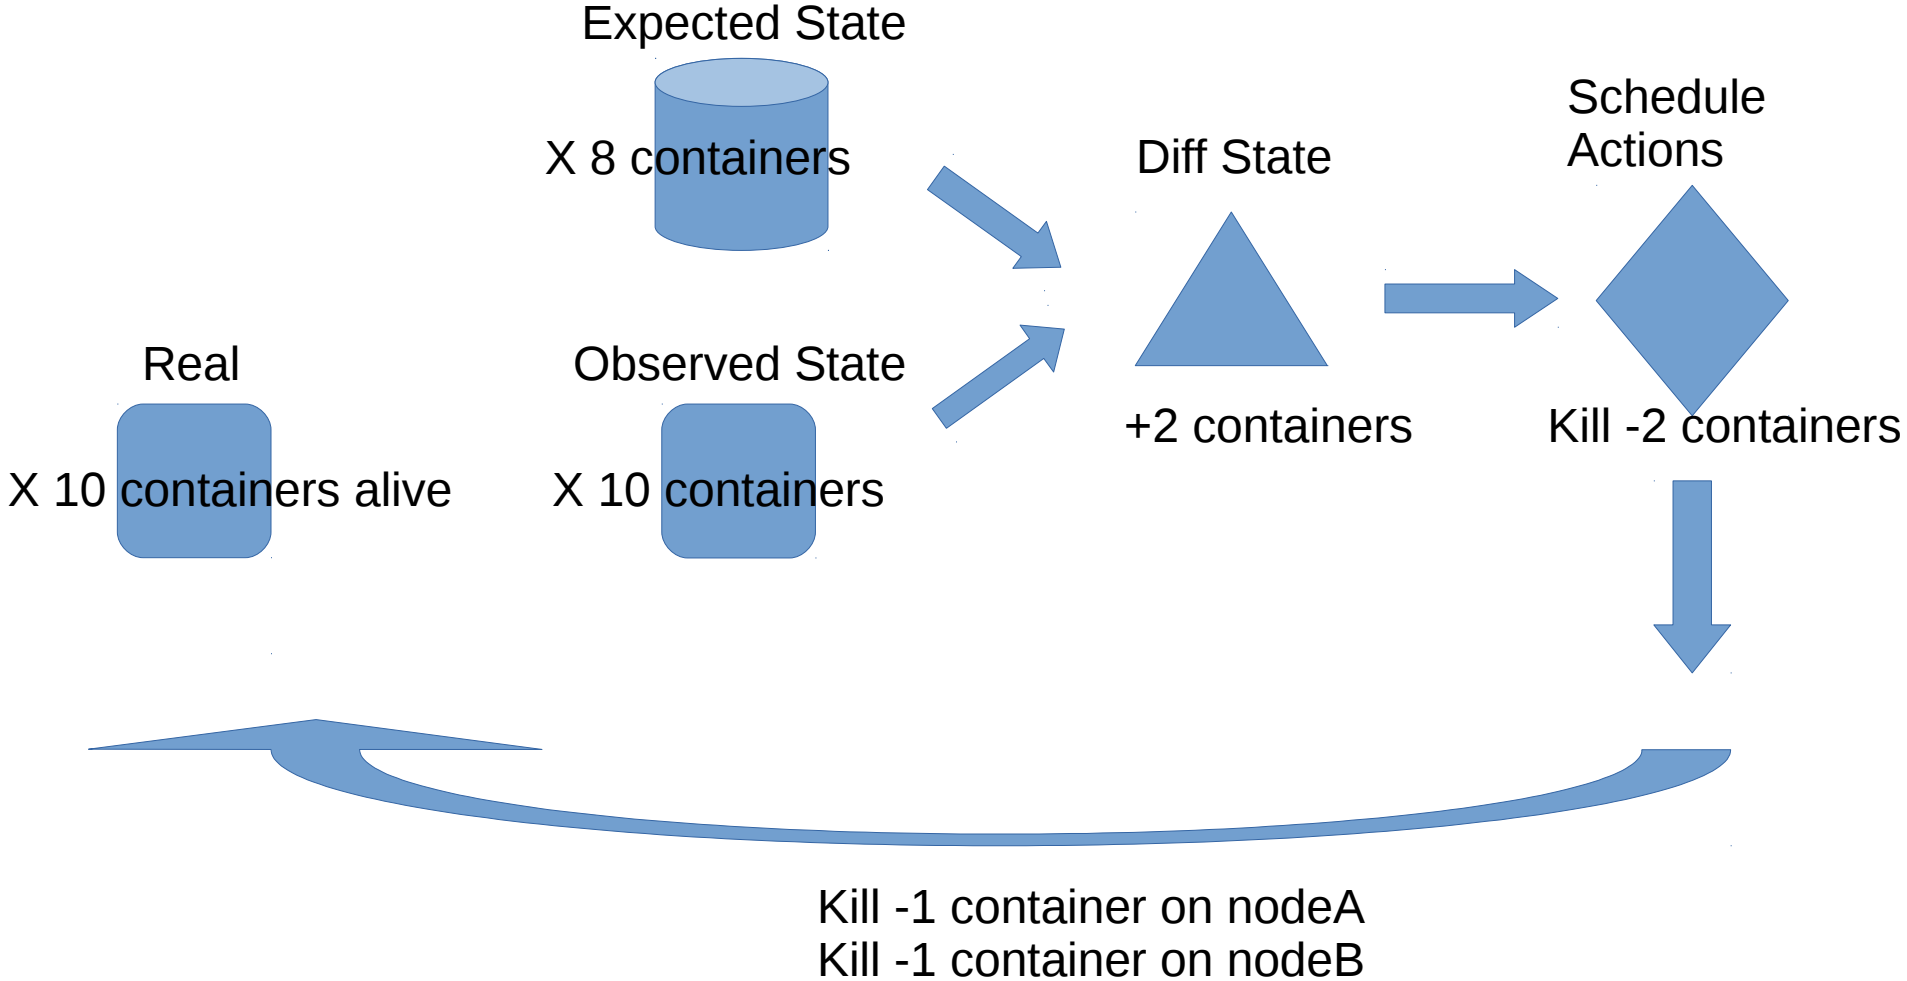 Expected State
X 8 containers
Diff State
Schedule
Actions
Real
Observed State
+2 containers
Kill -2 containers
X 10 containers alive
X 10 containers
Kill -1 container on nodeA
Kill -1 container on nodeB